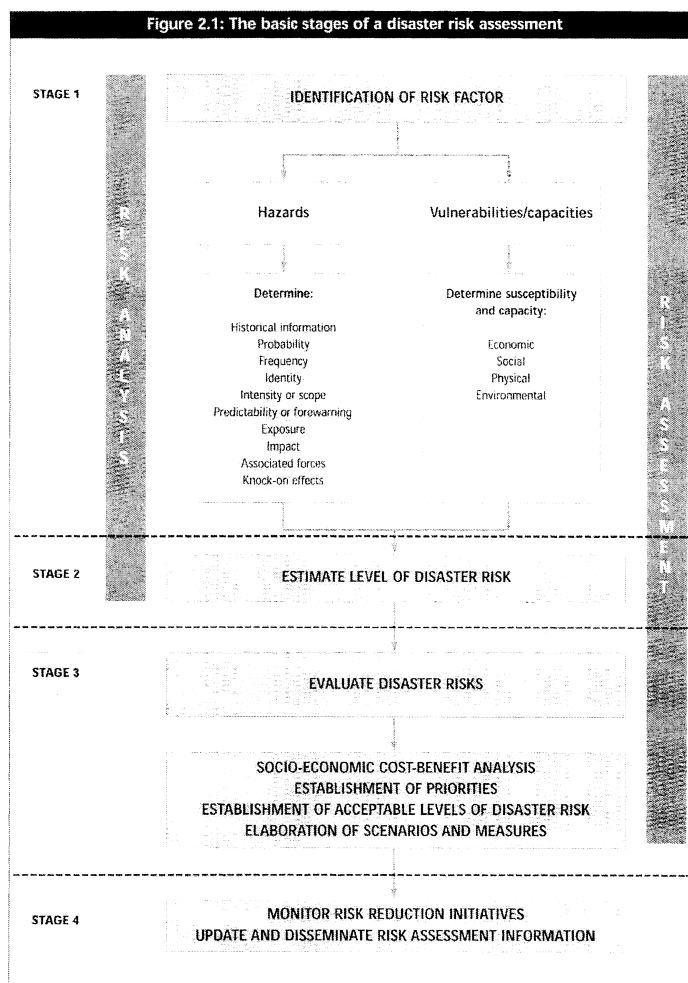 Figure 2.1: The basic stages of a disaster risk assessment
STAGE 1
IDENTIFICATION OF RISK FACTOR
Hazards
Vulnerabilities/capacities
Determine:
Historical information
Probability
Frequency
Identity
Intensity or scope
Predictability or forewarning
Exposure
Impact
Associated forces
Knock-on effects
Determine susceptibility
and capacity:
Economic
Social
Physical
Environmental
RISK ANALYSIS
RISK ASSESSMENT
STAGE 2
ESTIMATE LEVEL OF DISASTER RISK
STAGE 3
EVALUATE DISASTER RISKS
SOCIO-ECONOMIC COST-BENEFIT ANALYSIS
ESTABLISHMENT OF PRIORITIES
ESTABLISHMENT OF ACCEPTABLE LEVELS OF DISASTER RISK
ELABORATION OF SCENARIOS AND MEASURES
STAGE 4
MONITOR RISK REDUCTION INITIATIVES
UPDATE AND DISSEMINATE RISK ASSESSMENT INFORMATION